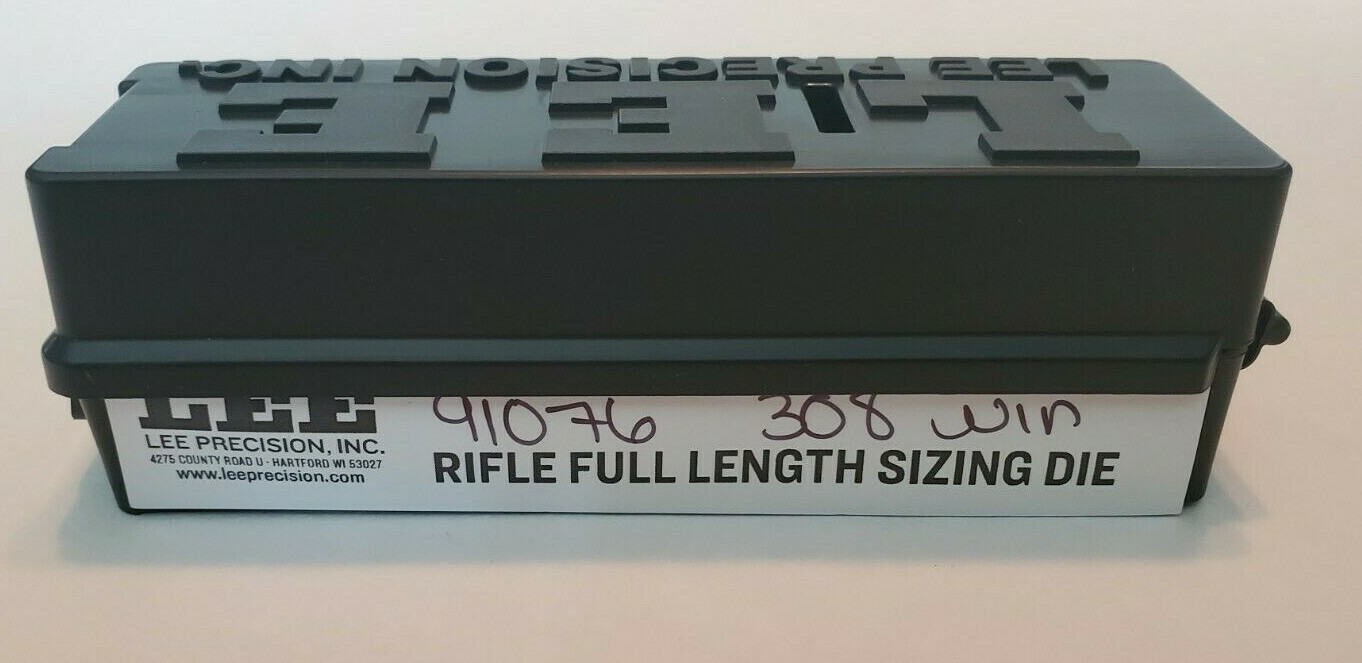 LEE PRECISION INC.
LEE
LEE
91076 308 win
LEE PRECISION, INC.
4275 COUNTY ROAD U - HARTFORD WI 53027
www.leeprecision.com
RIFLE FULL LENGTH SIZING DIE